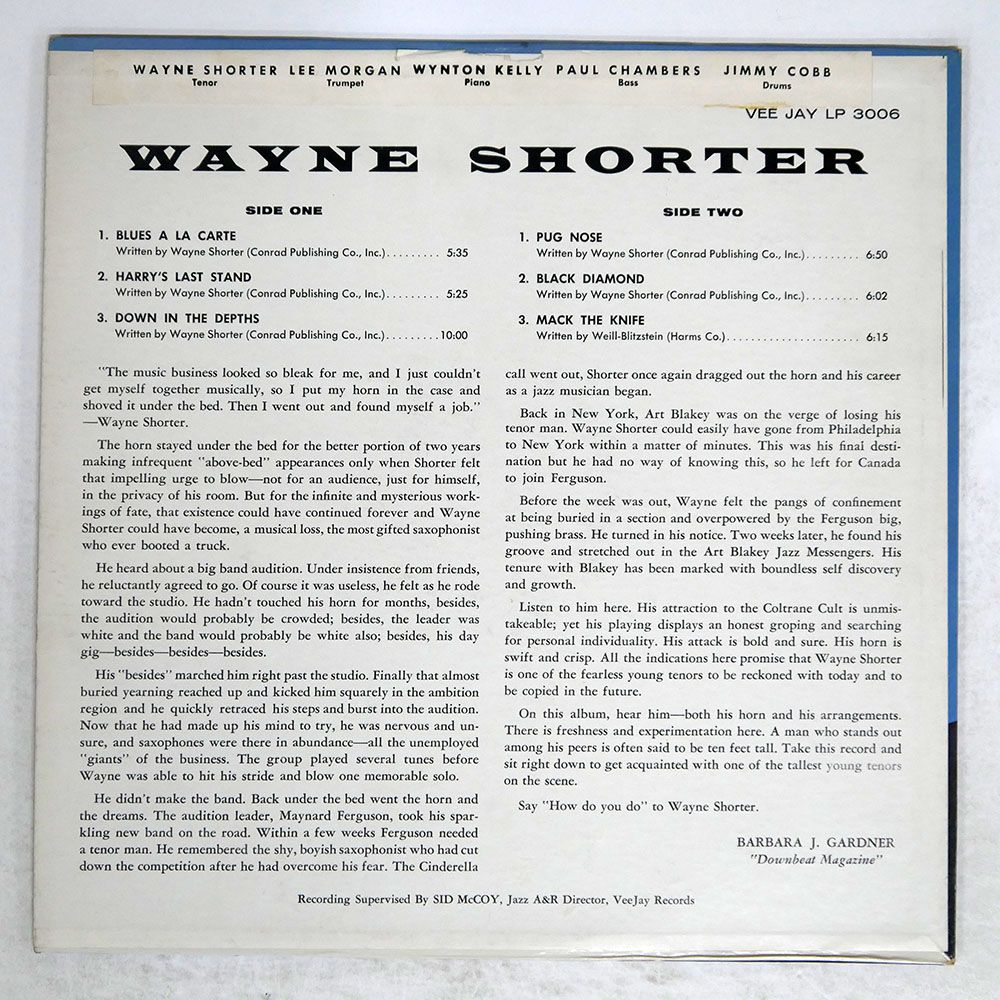 WAYNE SHORTER LEE MORGAN WYNTON KELLY PAUL CHAMBERS JIMMY COBB
Tenor Trumpet Piano Bass Drums
VEE JAY LP 3006
WAYNE SHORTER
SIDE ONE
1. BLUES A LA CARTE
Written by Wayne Shorter (Conrad Publishing Co., Inc.)......... 5:35
2. HARRY'S LAST STAND
Written by Wayne Shorter (Conrad Publishing Co., Inc.)......... 5:25
3. DOWN IN THE DEPTHS
Written by Wayne Shorter (Conrad Publishing Co., Inc.).........10:00
SIDE TWO
1. PUG NOSE
Written by Wayne Shorter (Conrad Publishing Co., Inc.)......... 6:50
2. BLACK DIAMOND
Written by Wayne Shorter (Conrad Publishing Co., Inc.)......... 6:02
3. MACK THE KNIFE
Written by Weill-Blitzstein (Harms Co.)....................... 6:15
"The music business looked so bleak for me, and I just couldn't
get myself together musically, so I put my horn in the case and
shoved it under the bed. Then I went out and found myself a job."
—Wayne Shorter.
The horn stayed under the bed for the better portion of two years
making infrequent "above-bed" appearances only when Shorter felt
that impelling urge to blow—not for an audience, just for himself,
in the privacy of his room. But for the infinite and mysterious work-
ings of fate, that existence could have continued forever and Wayne
Shorter could have become, a musical loss, the most gifted saxophonist
who ever booted a truck.
He heard about a big band audition. Under insistence from friends,
he reluctantly agreed to go. Of course it was useless, he felt as he rode
toward the studio. He hadn't touched his horn for months, besides,
the audition would probably be crowded; besides, the leader was
white and the band would probably be white also; besides, his day
gig—besides—besides—besides.
His "besides" marched him right past the studio. Finally that almost
buried yearning reached up and kicked him squarely in the ambition
region and he quickly retraced his steps and burst into the audition.
Now that he had made up his mind to try, he was nervous and un-
sure, and saxophones were there in abundance—all the unemployed
"giants" of the business. The group played several tunes before
Wayne was able to hit his stride and blow one memorable solo.
He didn't make the band. Back under the bed went the horn and
the dreams. The audition leader, Maynard Ferguson, took his spar-
kling new band on the road. Within a few weeks Ferguson needed
a tenor man. He remembered the shy, boyish saxophonist who had cut
down the competition after he had overcome his fear. The Cinderella
call went out, Shorter once again dragged out the horn and his career
as a jazz musician began.
Back in New York, Art Blakey was on the verge of losing his
tenor man. Wayne Shorter could easily have gone from Philadelphia
to New York within a matter of minutes. This was his final desti-
nation but he had no way of knowing this, so he left for Canada
to join Ferguson.
Before the week was out, Wayne felt the pangs of confinement
at being buried in a section and overpowered by the Ferguson big,
pushing brass. He turned in his notice. Two weeks later, he found his
groove and stretched out in the Art Blakey Jazz Messengers. His
tenure with Blakey has been marked with boundless self discovery
and growth.
Listen to him here. His attraction to the Coltrane Cult is unmis-
takeable; yet his playing displays an honest groping and searching
for personal individuality. His attack is bold and sure. His horn is
swift and crisp. All the indications here promise that Wayne Shorter
is one of the fearless young tenors to be reckoned with today and to
be copied in the future.
On this album, hear him—both his horn and his arrangements.
There is freshness and experimentation here. A man who stands out
among his peers is often said to be ten feet tall. Take this record and
sit right down to get acquainted with one of the tallest young tenors
on the scene.
Say "How do you do" to Wayne Shorter.
BARBARA J. GARDNER
"Downbeat Magazine"
Recording Supervised By SID McCOY, Jazz A&R Director, VeeJay Records